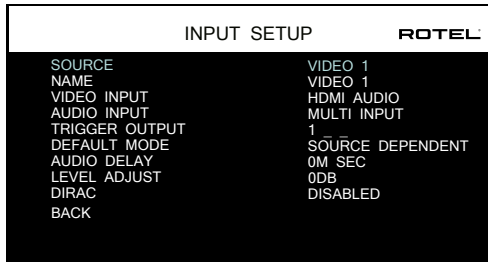 INPUT SETUP ROTEL
SOURCE VIDEO 1
NAME VIDEO 1
VIDEO INPUT HDMI AUDIO
AUDIO INPUT MULTI INPUT
TRIGGER OUTPUT 1 _ _
DEFAULT MODE SOURCE DEPENDENT
AUDIO DELAY 0M SEC
LEVEL ADJUST 0DB
DIRAC DISABLED
BACK